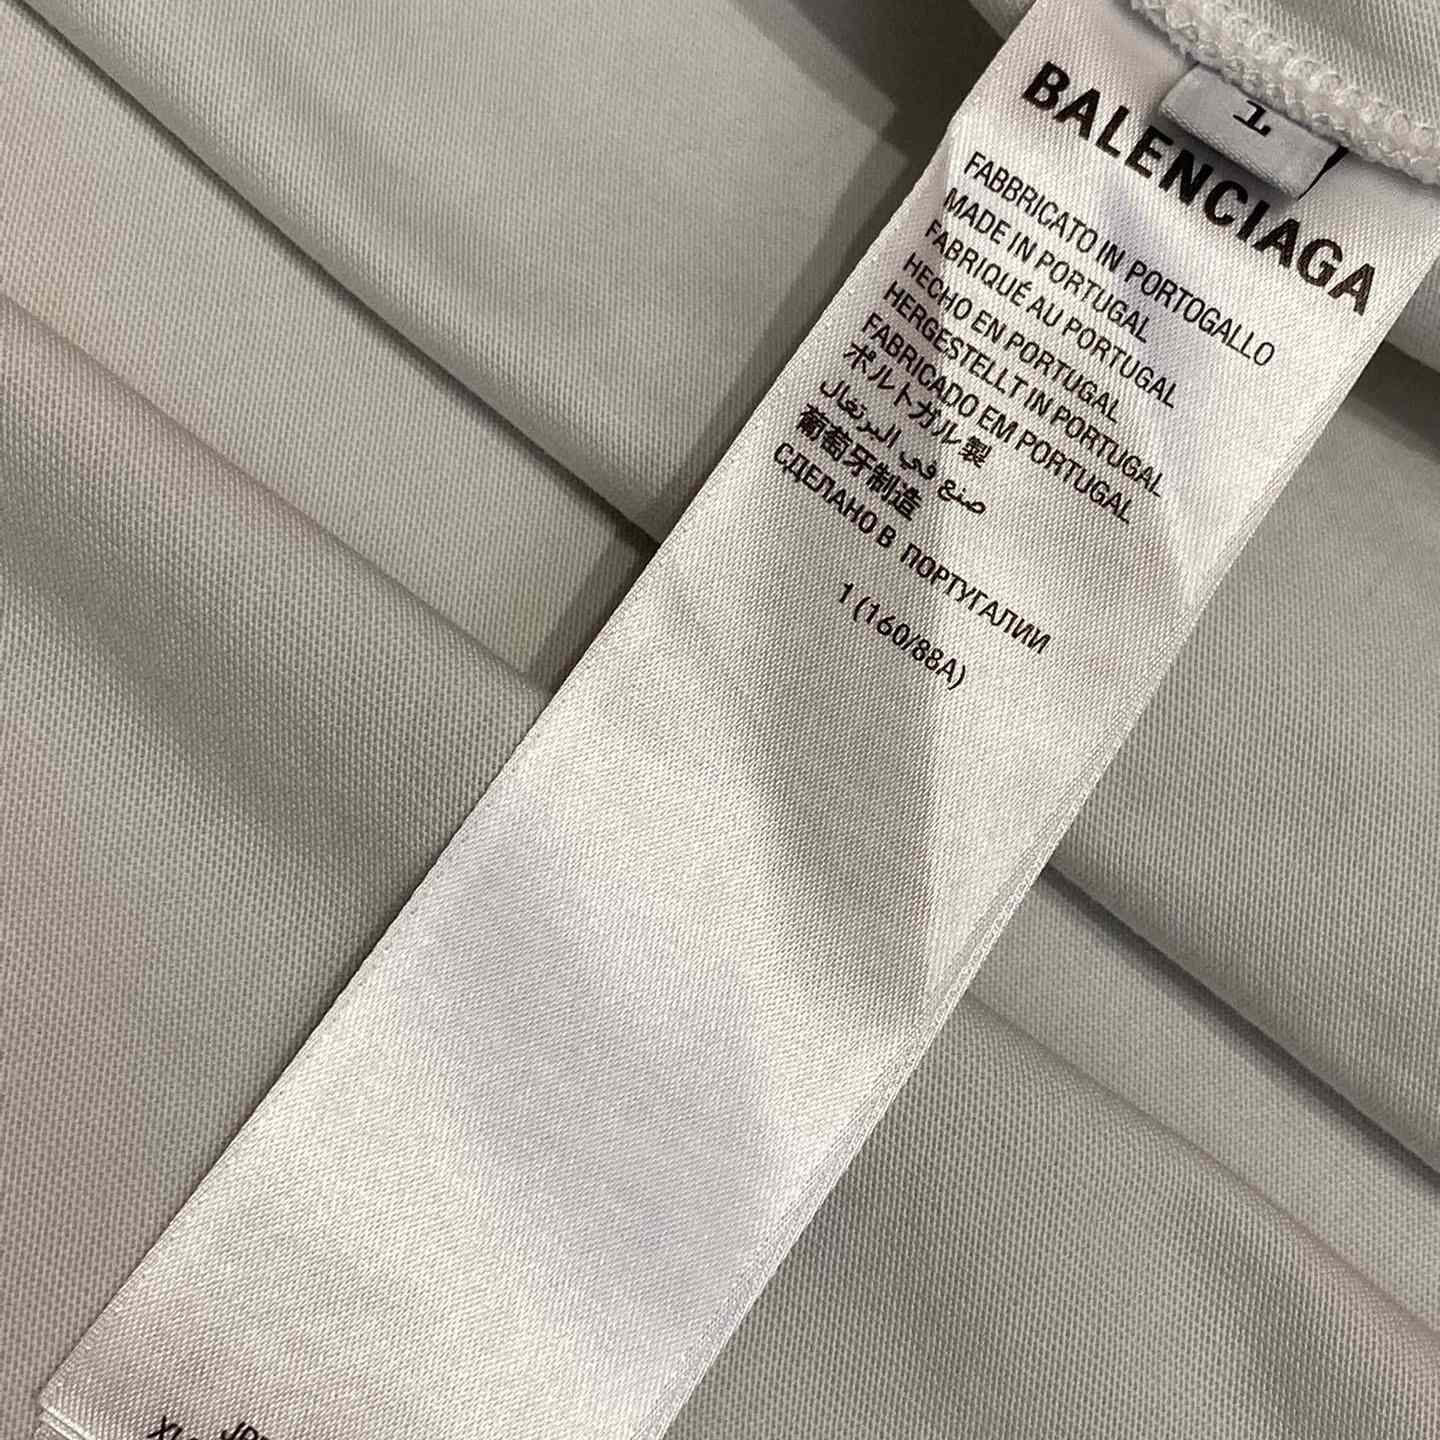 1
BALENCIAGA
FABBRICATO IN PORTOGALLO
MADE IN PORTUGAL
FABRIQUÉ AU PORTUGAL
HECHO EN PORTUGAL
HERGESTELLT IN PORTUGAL
FABRICADO EM PORTUGAL
ポルトガル製
صنع في البرتغال
葡萄牙制造
СДЕЛАНО В ПОРТУГАЛИИ
1 (160/88A)